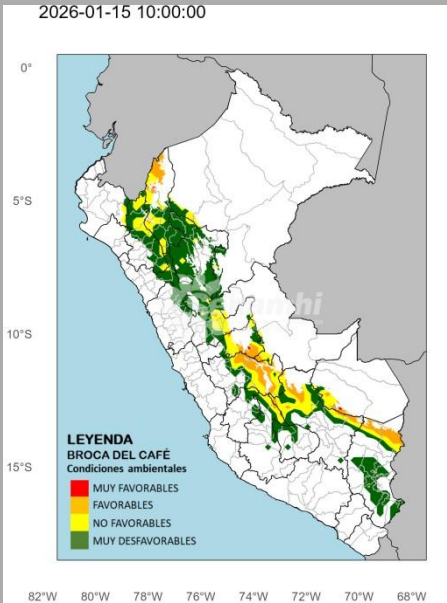 2026-01-15 10:00:00
0°
5°S
10°S
15°S
LEYENDA
BROCA DEL CAFÉ
Condiciones ambientales
MUY FAVORABLES
FAVORABLES
NO FAVORABLES
MUY DESFAVORABLES
82°W 80°W 78°W 76°W 74°W 72°W 70°W 68°W